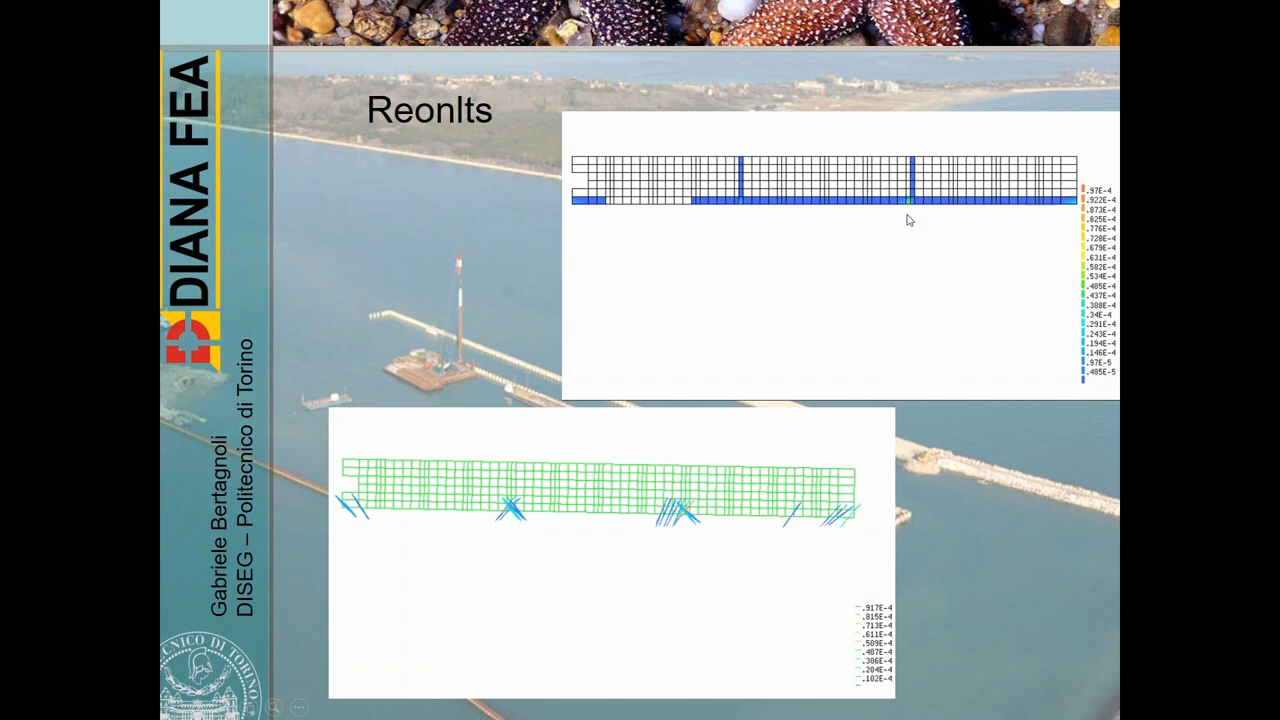 DIANA FEA
Gabriele Bertagnoli
DISEG – Politecnico di Torino
Reonlts
.97E-4
.922E-4
.873E-4
.825E-4
.776E-4
.728E-4
.679E-4
.631E-4
.582E-4
.534E-4
.485E-4
.437E-4
.388E-4
.34E-4
.291E-4
.243E-4
.194E-4
.146E-4
.97E-5
.485E-5
.917E-4
.815E-4
.713E-4
.611E-4
.509E-4
.407E-4
.306E-4
.204E-4
.102E-4